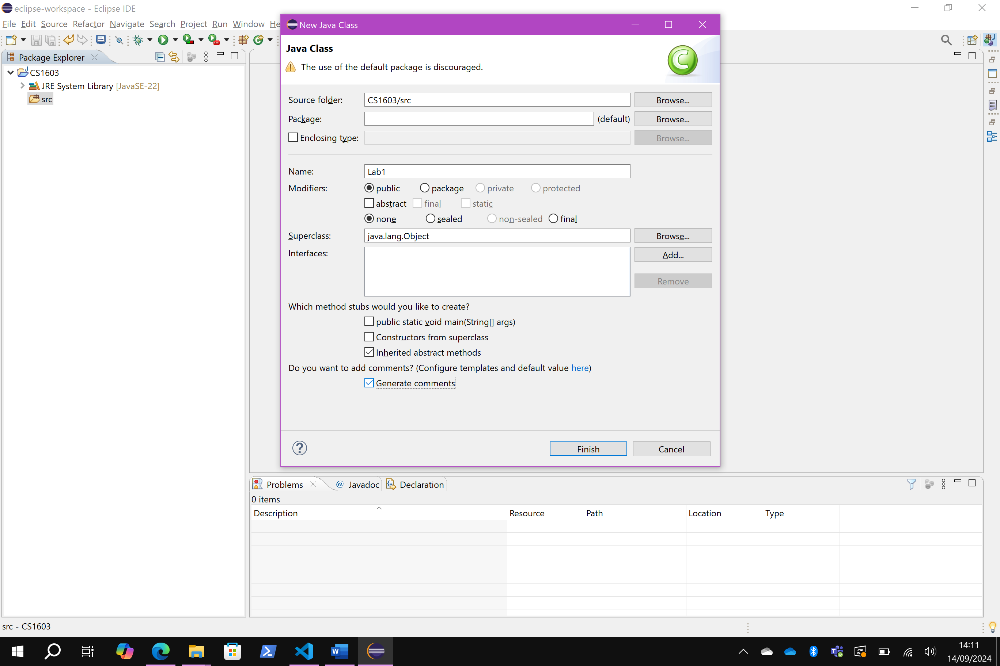 eclipse-workspace - Eclipse IDE
File Edit Source Refactor Navigate Search Project Run Window He
New Java Class
Java Class
The use of the default package is discouraged.
Package Explorer
CS1603
JRE System Library [JavaSE-22]
src
Source folder: CS1603/src Browse...
Package: (default) Browse...
Enclosing type: Browse...
Name: Lab1
Modifiers: public package private protected
abstract final static
none sealed non-sealed final
Superclass: java.lang.Object Browse...
Interfaces: Add...
Remove
Which method stubs would you like to create?
public static void main(String[] args)
Constructors from superclass
Inherited abstract methods
Do you want to add comments? (Configure templates and default value here)
Generate comments
Finish Cancel
Problems @ Javadoc Declaration
0 items
Description Resource Path Location Type
src - CS1603
14:11
14/09/2024